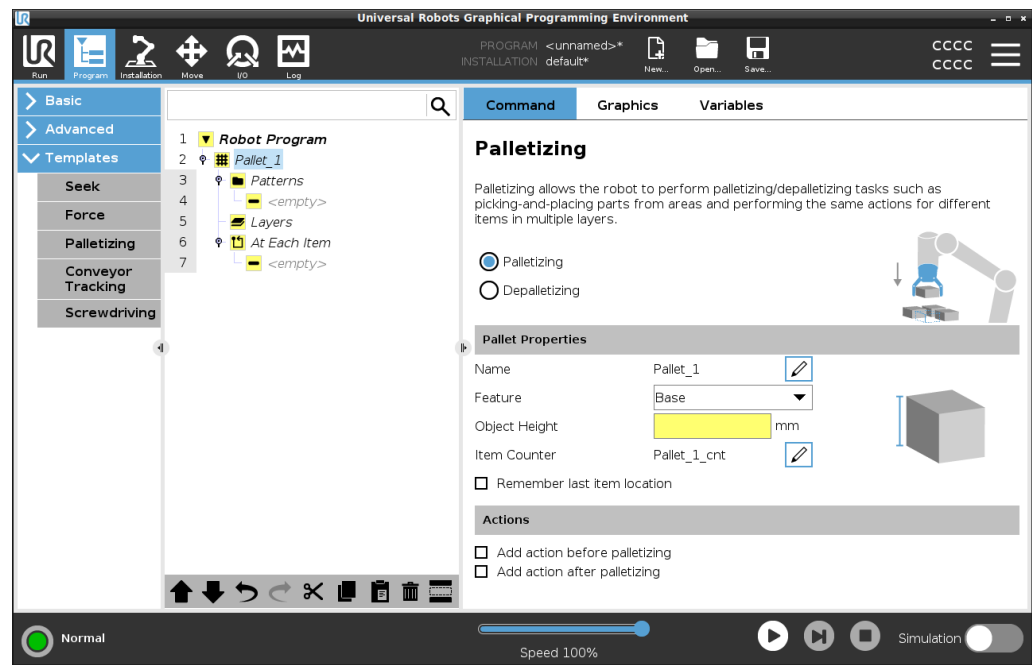 Universal Robots Graphical Programming Environment
UR
Run
Program
Installation
Move
I/O
Log
PROGRAM <unnamed>*
INSTALLATION default*
New...
Open...
Save...
cccc
cccc
Basic
Advanced
Templates
Seek
Force
Palletizing
Conveyor
Tracking
Screwdriving
1 Robot Program
2 Pallet_1
3 Patterns
4 <empty>
5 Layers
6 At Each Item
7 <empty>
Command
Graphics
Variables
Palletizing
Palletizing allows the robot to perform palletizing/depalletizing tasks such as
picking-and-placing parts from areas and performing the same actions for different
items in multiple layers.
Palletizing
Depalletizing
Pallet Properties
Name Pallet_1
Feature Base
Object Height mm
Item Counter Pallet_1_cnt
Remember last item location
Actions
Add action before palletizing
Add action after palletizing
Normal
Speed 100%
Simulation